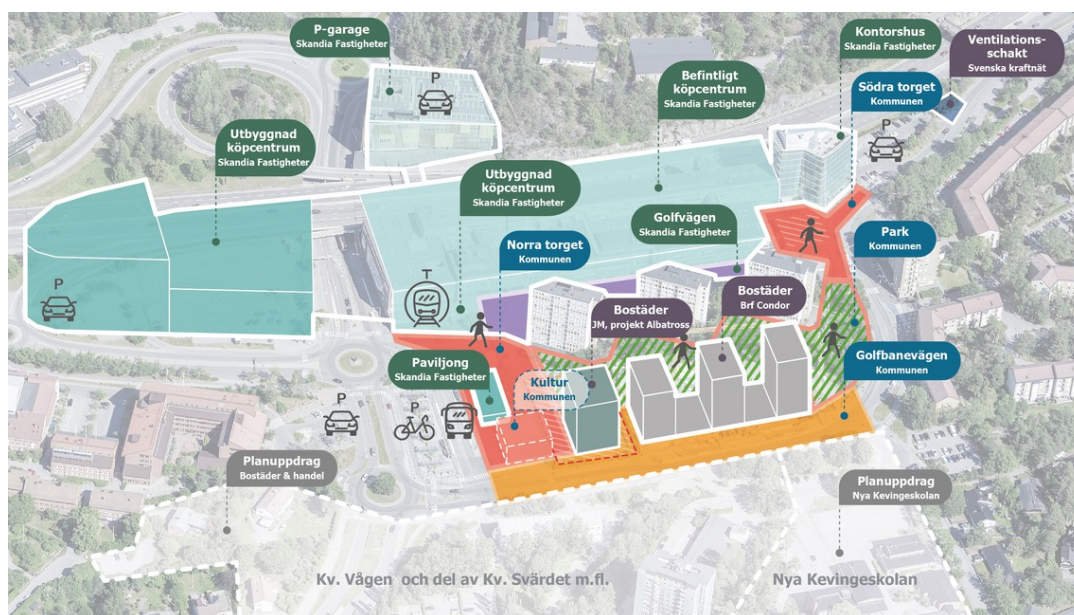 P-garage
Skandia Fastigheter
P
Kontorshus
Skandia Fastigheter
Ventilations-
schakt
Svenska kraftnät
Befintligt
köpcentrum
Skandia Fastigheter
Södra torget
Kommunen
P
Utbyggnad
köpcentrum
Skandia Fastigheter
Utbyggnad
köpcentrum
Skandia Fastigheter
Golfvägen
Skandia Fastigheter
Park
Kommunen
Norra torget
Kommunen
T
P
Bostäder
Brf Condor
Bostäder
JM, projekt Albatross
Golfbanevägen
Kommunen
Paviljong
Skandia Fastigheter
Kultur
Kommunen
P
P
Planuppdrag
Bostäder & handel
Planuppdrag
Nya Kevingeskolan
Kv. Vågen och del av Kv. Svärdet m.fl.
Nya Kevingeskolan